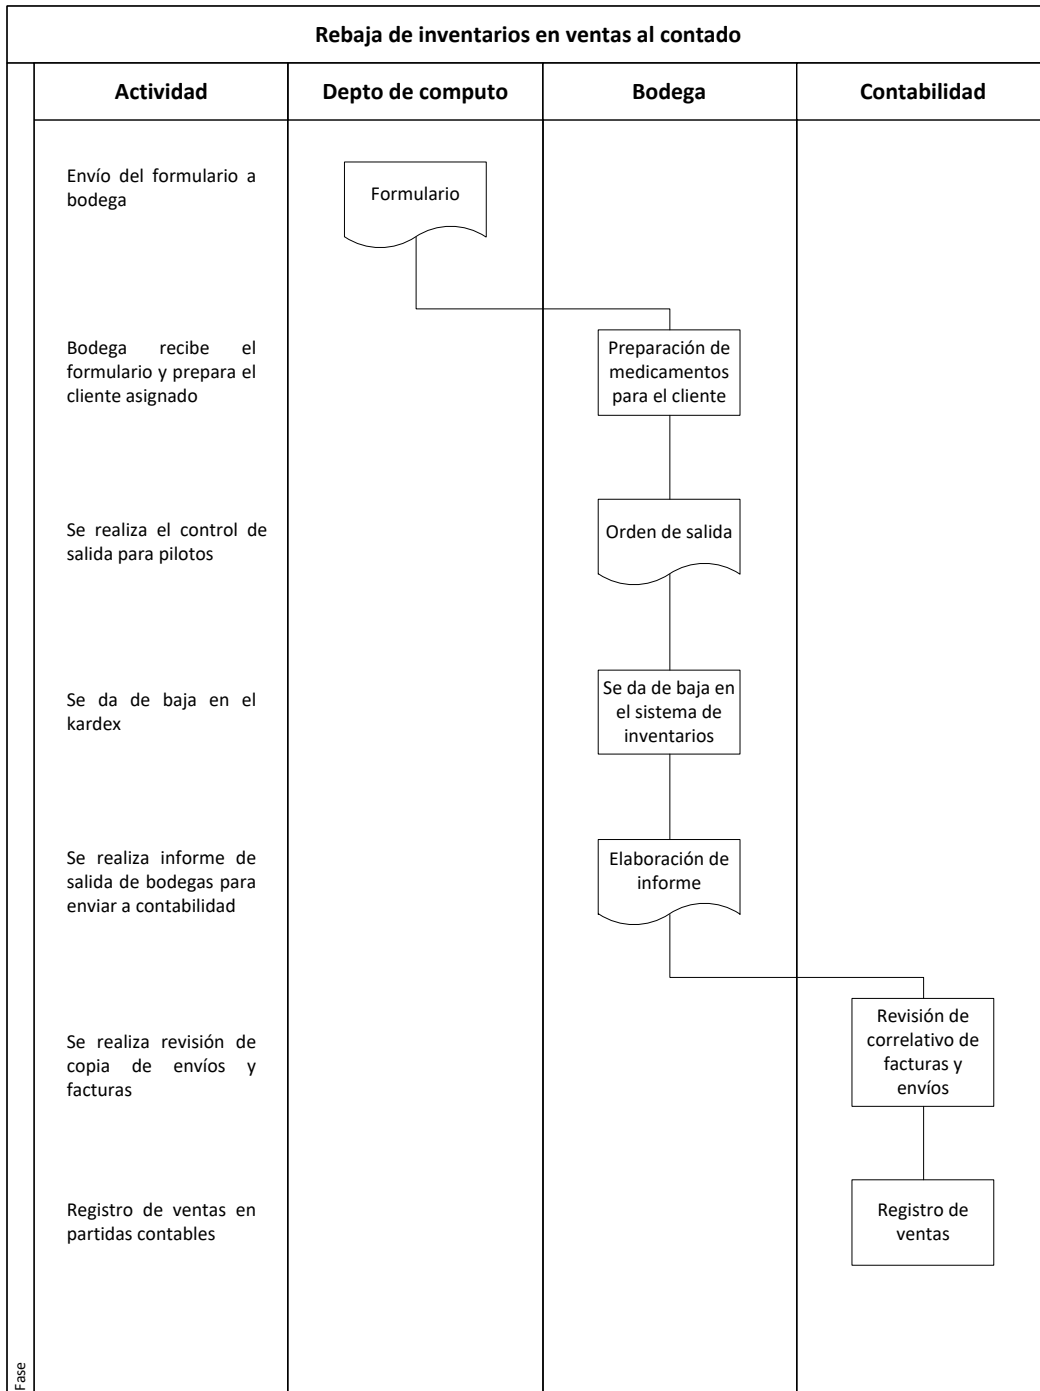 Rebaja de inventarios en ventas al contado
Actividad
Depto de computo
Bodega
Contabilidad
Envío del formulario a
bodega
Formulario
Bodega recibe el
formulario y prepara el
cliente asignado
Preparación de
medicamentos
para el cliente
Se realiza el control de
salida para pilotos
Orden de salida
Se da de baja en el
kardex
Se da de baja en
el sistema de
inventarios
Se realiza informe de
salida de bodegas para
enviar a contabilidad
Elaboración de
informe
Se realiza revisión de
copia de envíos y
facturas
Revisión de
correlativo de
facturas y
envíos
Registro de ventas en
partidas contables
Registro de
ventas
Fase